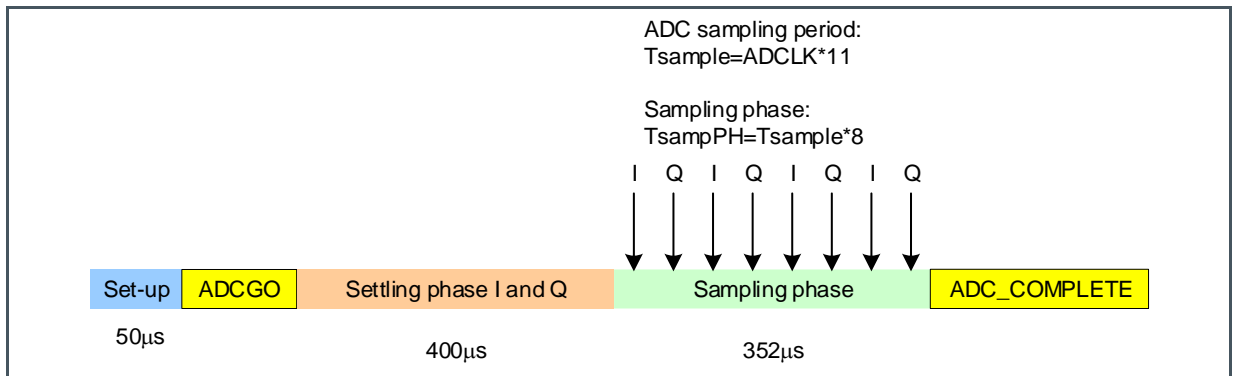 ADC sampling period:
Tsample=ADCLK*11
Sampling phase:
TsampPH=Tsample*8
I Q I Q I Q I Q
Set-up ADCGO Settling phase I and Q Sampling phase ADC_COMPLETE
50μs 400μs 352μs